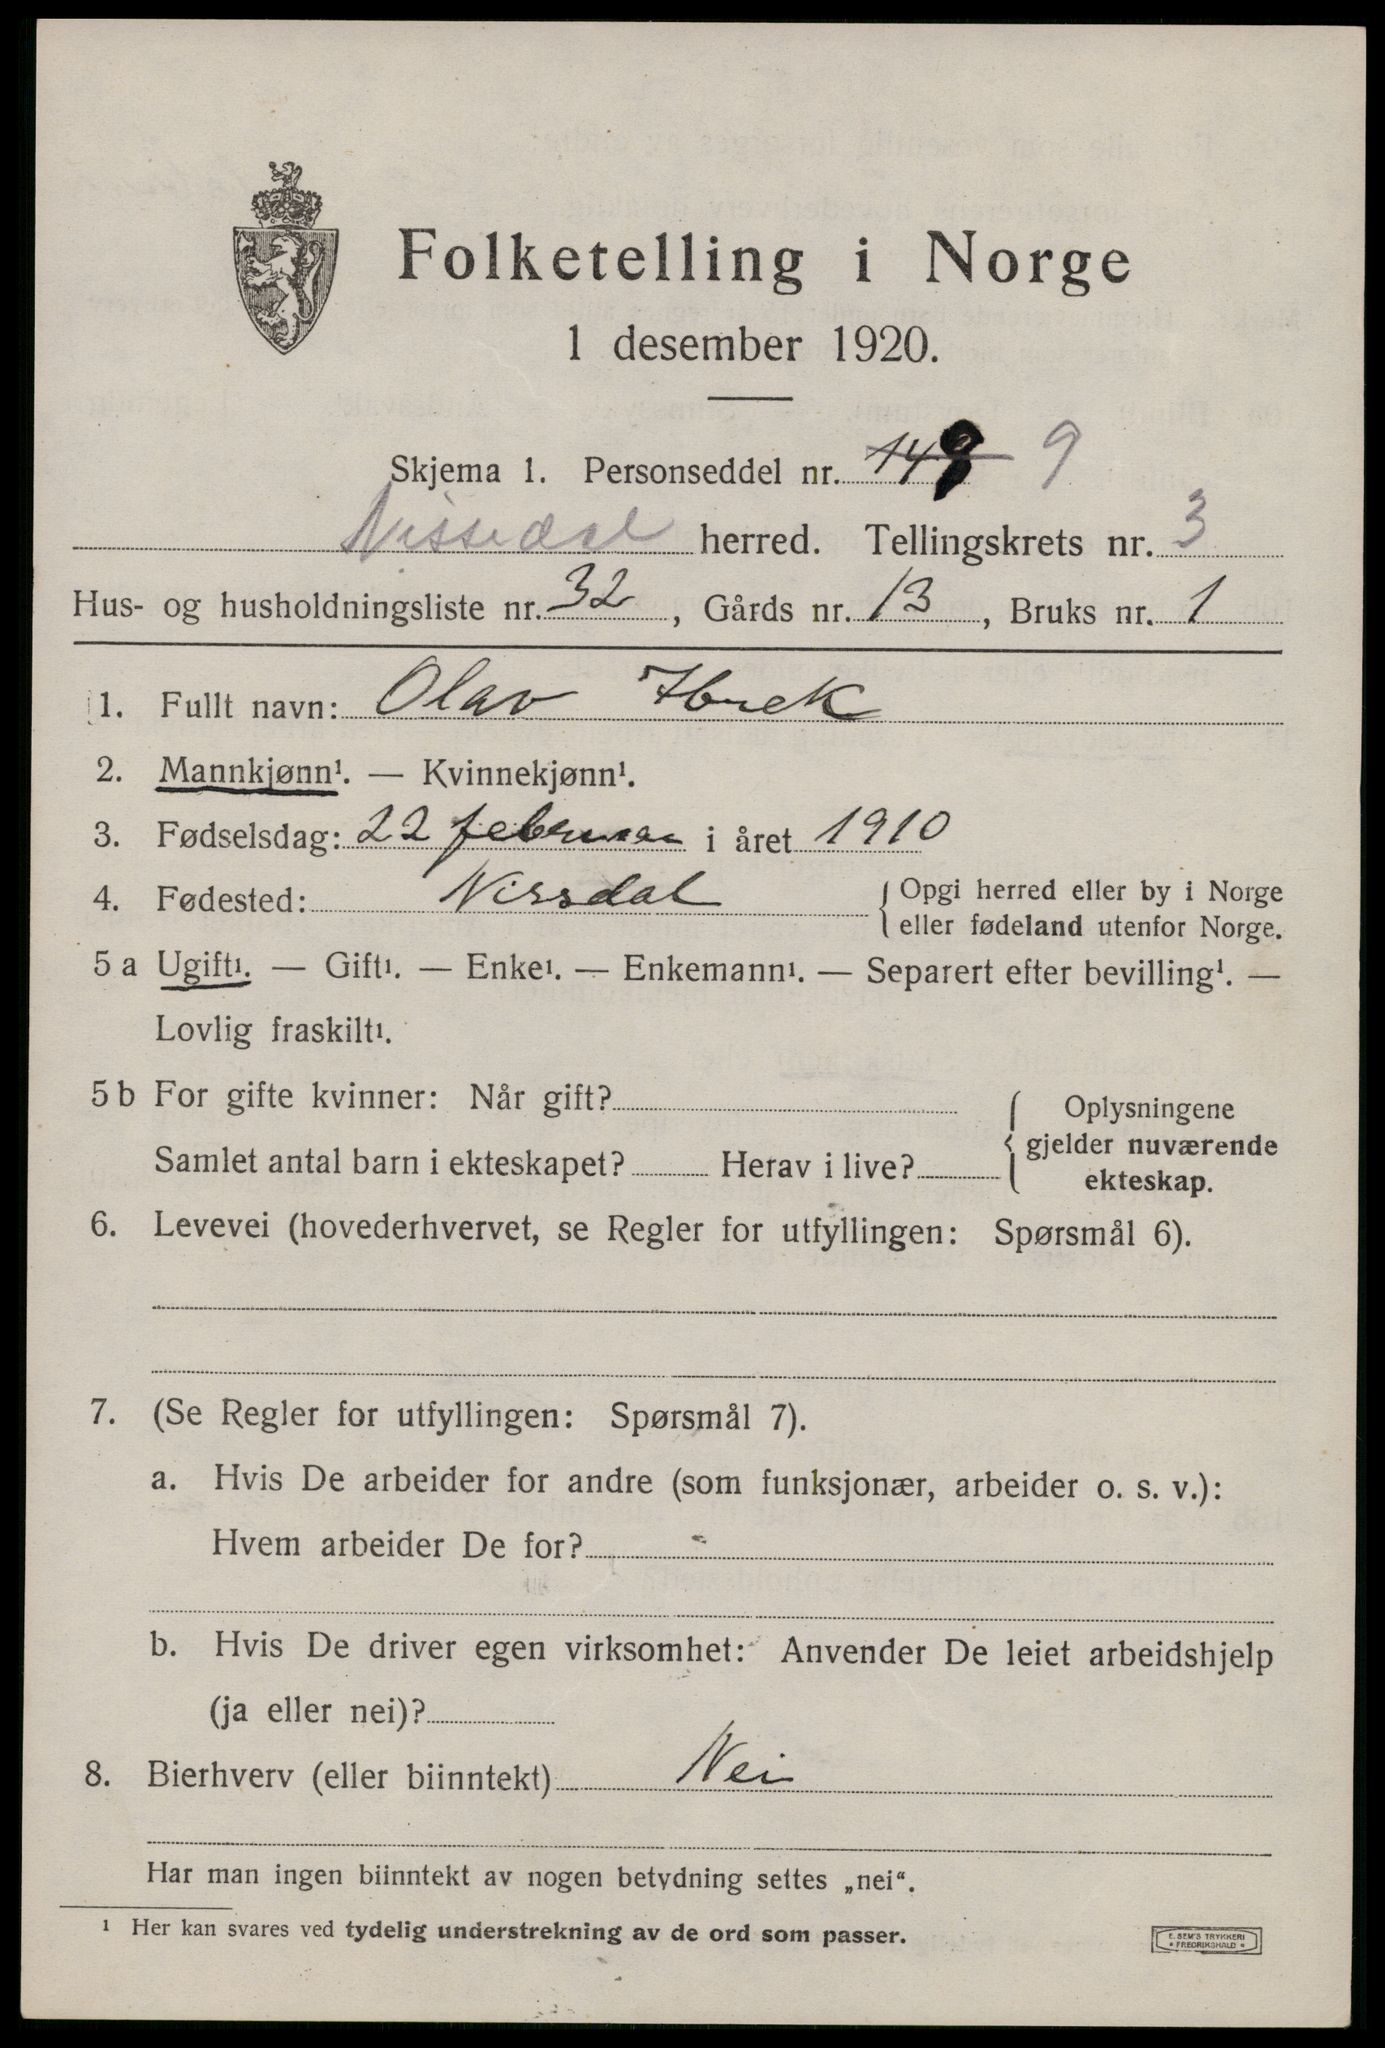 Folketelling i Norge
1 desember 1920.
Skjema 1. Personseddel nr. 149 9
Nissedal herred. Tellingskrets nr. 3
Hus- og husholdningsliste nr. 32, Gårds nr. 13, Bruks nr. 1
1. Fullt navn: Olav
2. Mannkjønn¹. — Kvinnekjønn¹.
3. Fødselsdag: 22 februar i året 1910
4. Fødested: Nissdal { Opgi herred eller by i Norge
eller fødeland utenfor Norge.
5 a Ugift¹. — Gift¹. — Enke¹. — Enkemann¹. — Separert efter bevilling¹. —
Lovlig fraskilt¹.
5 b For gifte kvinner: Når gift?
Samlet antal barn i ekteskapet? Herav i live?
{ Oplysningene
gjelder nuværende
ekteskap.
6. Levevei (hovederhvervet, se Regler for utfyllingen: Spørsmål 6).
7. (Se Regler for utfyllingen: Spørsmål 7).
a. Hvis De arbeider for andre (som funksjonær, arbeider o. s. v.):
Hvem arbeider De for?
b. Hvis De driver egen virksomhet: Anvender De leiet arbeidshjelp
(ja eller nei)?
8. Bierhverv (eller biinntekt) Nei
Har man ingen biinntekt av nogen betydning settes „nei“.
¹ Her kan svares ved tydelig understrekning av de ord som passer.
E. SEM'S TRYKKERI
• FREDRIKSHALD •